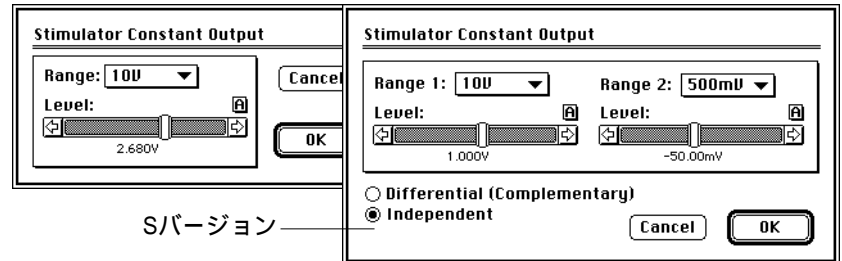 Stimulator Constant Output
Range: 10V
Level:
A
2.680V
Cancel
OK
Stimulator Constant Output
Range 1: 10V
Range 2: 500mV
Level:
A
Level:
A
1.000V
-50.00mV
Differential (Complementary)
Independent
Cancel
OK
Sバージョン